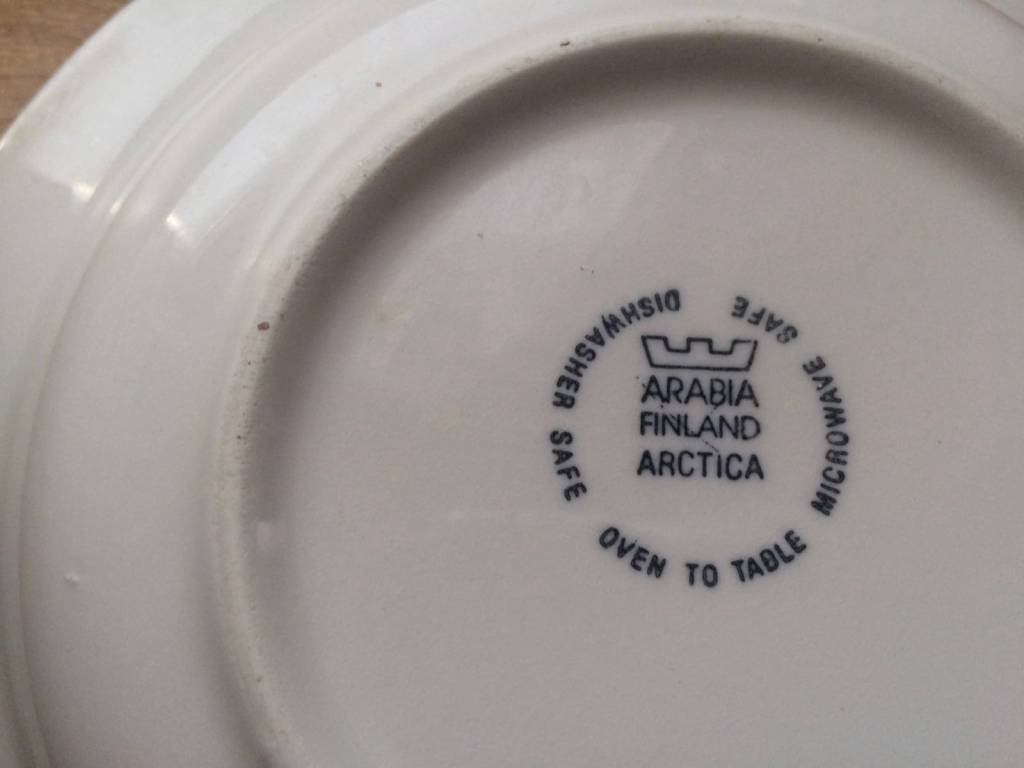 ARABIA
FINLAND
ARCTICA
DISHWASHER SAFE
OVEN TO TABLE
MICROWAVE SAFE